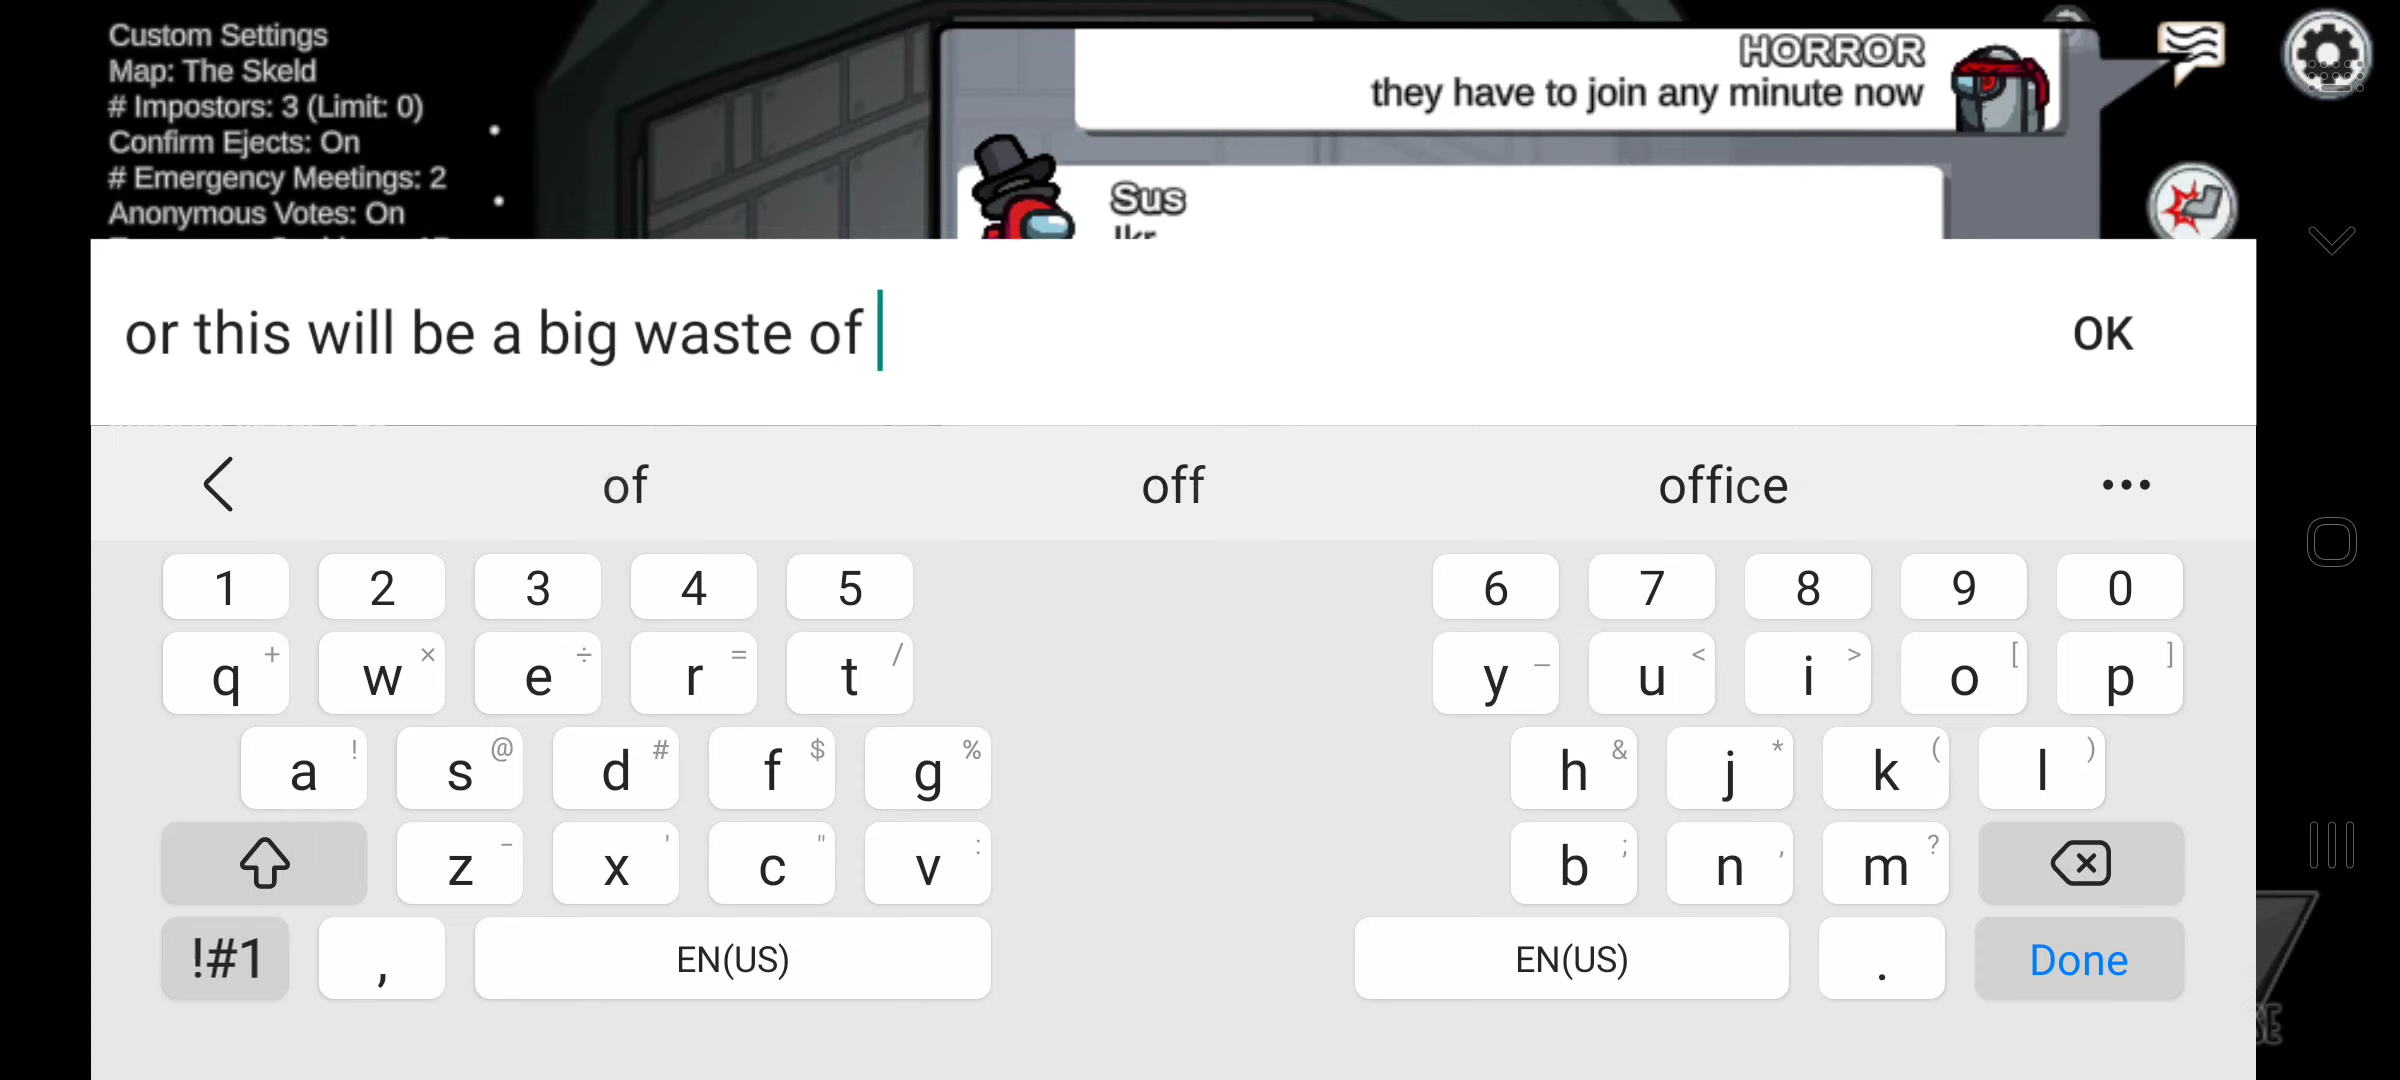 Custom Settings
Map: The Skeld
# Impostors: 3 (Limit: 0)
Confirm Ejects: On
# Emergency Meetings: 2
Anonymous Votes: On
HORROR
they have to join any minute now
Sus
Ikr
or this will be a big waste of
OK
of off office
1 2 3 4 5 6 7 8 9 0
q + w × e ÷ r = t / y _ u < i > o [ p ]
a ! s @ d # f $ g % h & j * k ( l )
z - x ' c " v : b ; n , m ?
!#1 , EN(US) EN(US) . Done